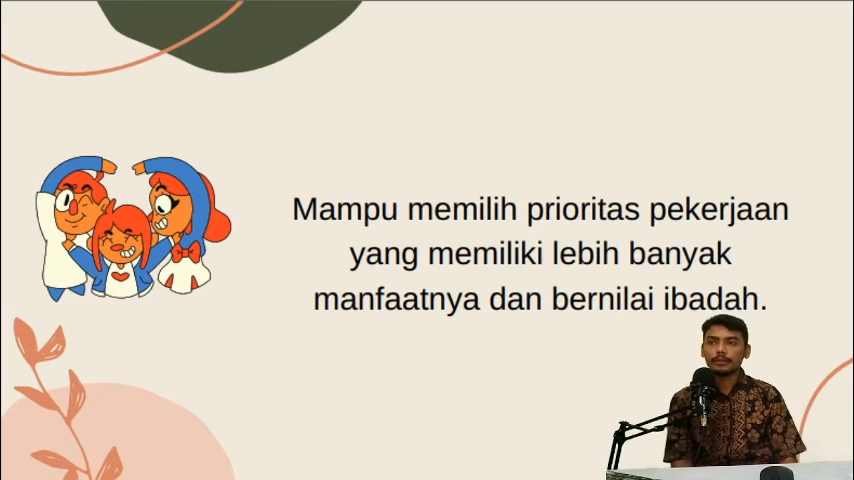 Mampu memilih prioritas pekerjaan
yang memiliki lebih banyak
manfaatnya dan bernilai ibadah.